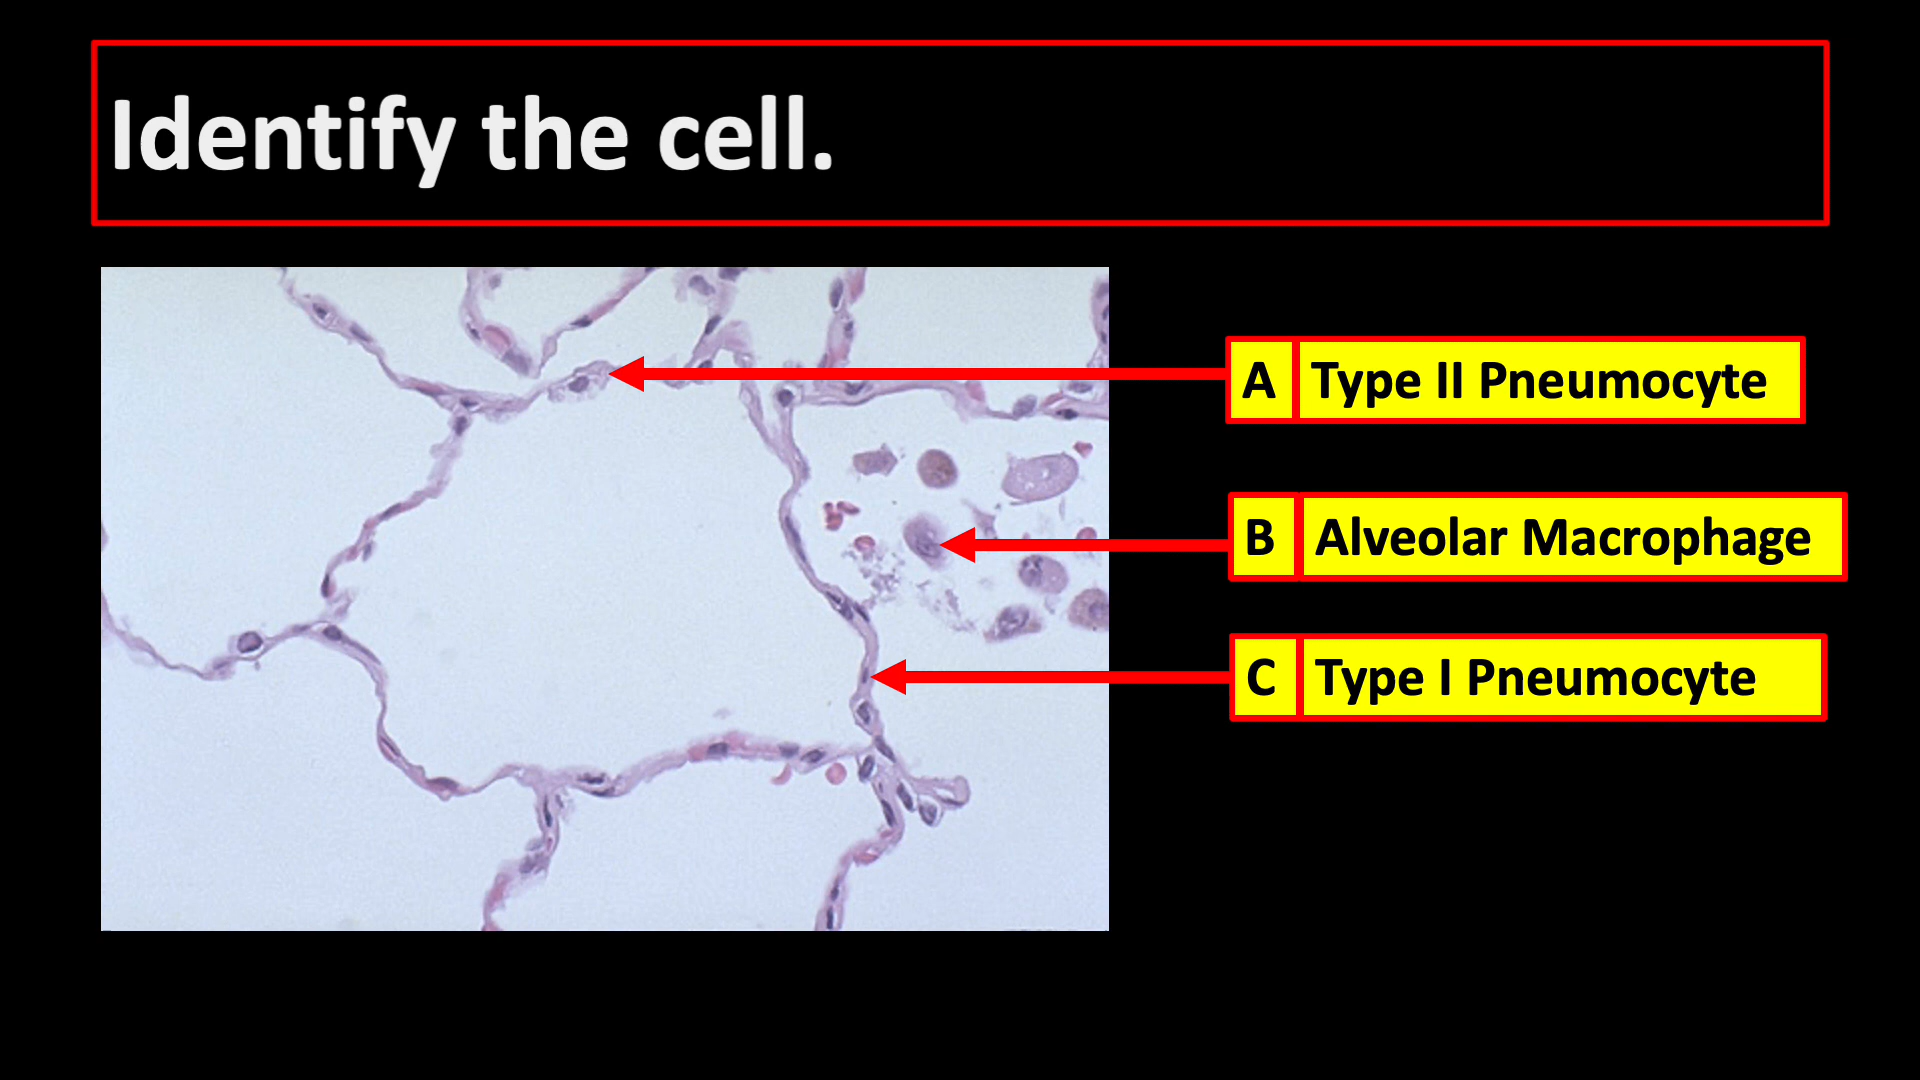 Identify the cell.
A Type II Pneumocyte
B Alveolar Macrophage
C Type I Pneumocyte